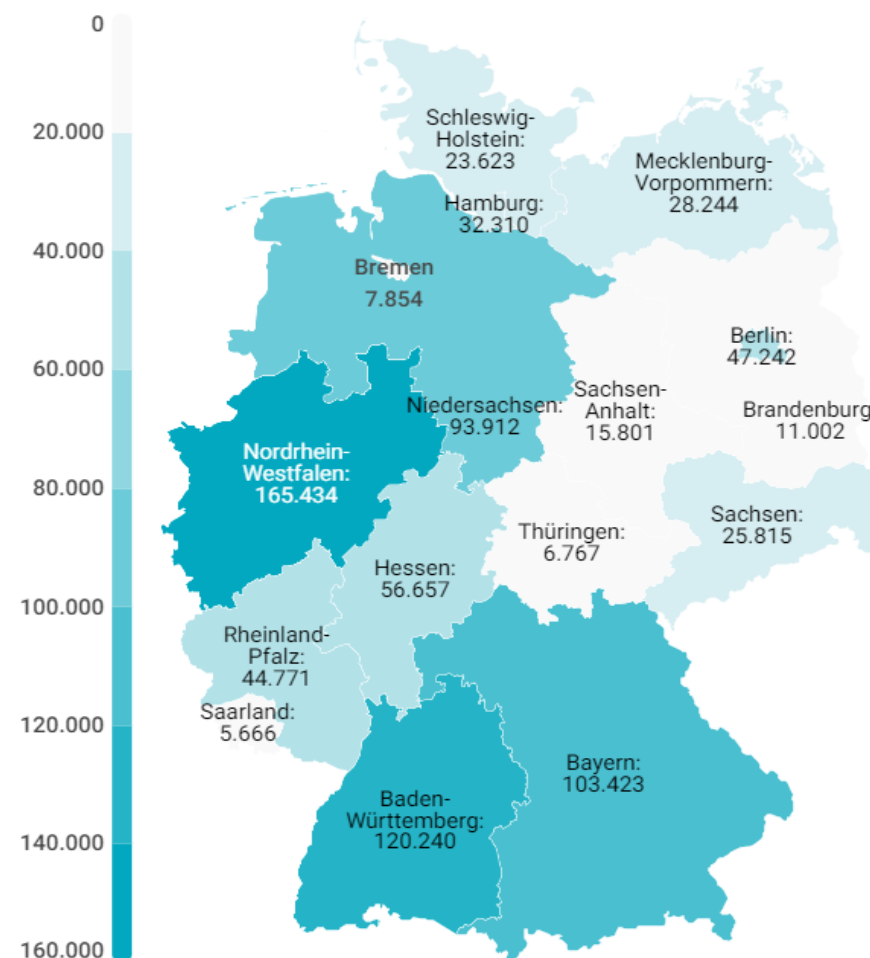 0
20.000
40.000
60.000
80.000
100.000
120.000
140.000
160.000
Schleswig-
Holstein:
23.623
Mecklenburg-
Vorpommern:
28.244
Hamburg:
32.310
Bremen
7.854
Berlin:
47.242
Niedersachsen:
93.912
Sachsen-
Anhalt:
15.801
Brandenburg
11.002
Nordrhein-
Westfalen:
165.434
Sachsen:
25.815
Thüringen:
6.767
Hessen:
56.657
Rheinland-
Pfalz:
44.771
Saarland:
5.666
Bayern:
103.423
Baden-
Württemberg:
120.240